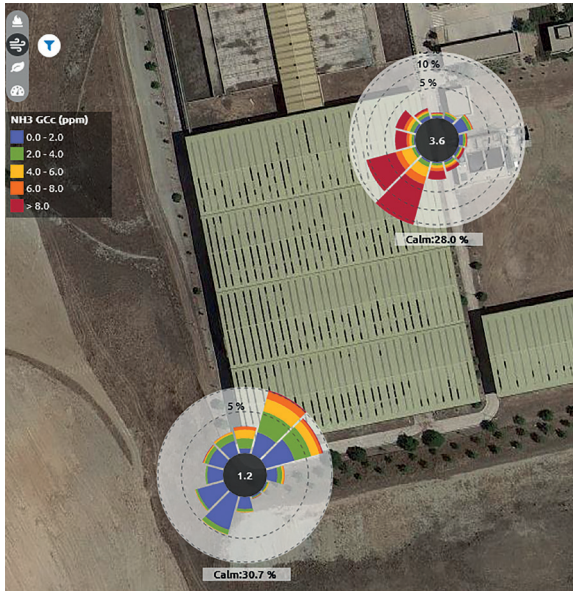 10 %
5 %
NH3 GCc (ppm)
0.0 - 2.0
2.0 - 4.0
4.0 - 6.0
6.0 - 8.0
> 8.0
3.6
Calm:28.0 %
5 %
1.2
Calm:30.7 %